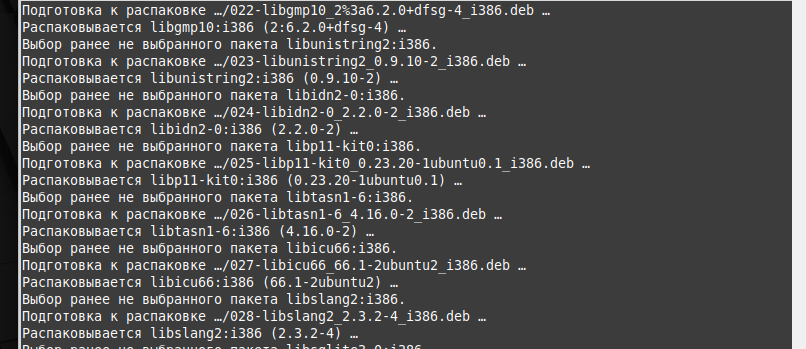 Подготовка к распаковке …/022-libgmp10_2%3a6.2.0+dfsg-4_i386.deb …
Распаковывается libgmp10:i386 (2:6.2.0+dfsg-4) …
Выбор ранее не выбранного пакета libunistring2:i386.
Подготовка к распаковке …/023-libunistring2_0.9.10-2_i386.deb …
Распаковывается libunistring2:i386 (0.9.10-2) …
Выбор ранее не выбранного пакета libidn2-0:i386.
Подготовка к распаковке …/024-libidn2-0_2.2.0-2_i386.deb …
Распаковывается libidn2-0:i386 (2.2.0-2) …
Выбор ранее не выбранного пакета libp11-kit0:i386.
Подготовка к распаковке …/025-libp11-kit0_0.23.20-1ubuntu0.1_i386.deb …
Распаковывается libp11-kit0:i386 (0.23.20-1ubuntu0.1) …
Выбор ранее не выбранного пакета libtasn1-6:i386.
Подготовка к распаковке …/026-libtasn1-6_4.16.0-2_i386.deb …
Распаковывается libtasn1-6:i386 (4.16.0-2) …
Выбор ранее не выбранного пакета libicu66:i386.
Подготовка к распаковке …/027-libicu66_66.1-2ubuntu2_i386.deb …
Распаковывается libicu66:i386 (66.1-2ubuntu2) …
Выбор ранее не выбранного пакета libslang2:i386.
Подготовка к распаковке …/028-libslang2_2.3.2-4_i386.deb …
Распаковывается libslang2:i386 (2.3.2-4) …
Выбор ранее не выбранного пакета libsqlite3-0:i386.